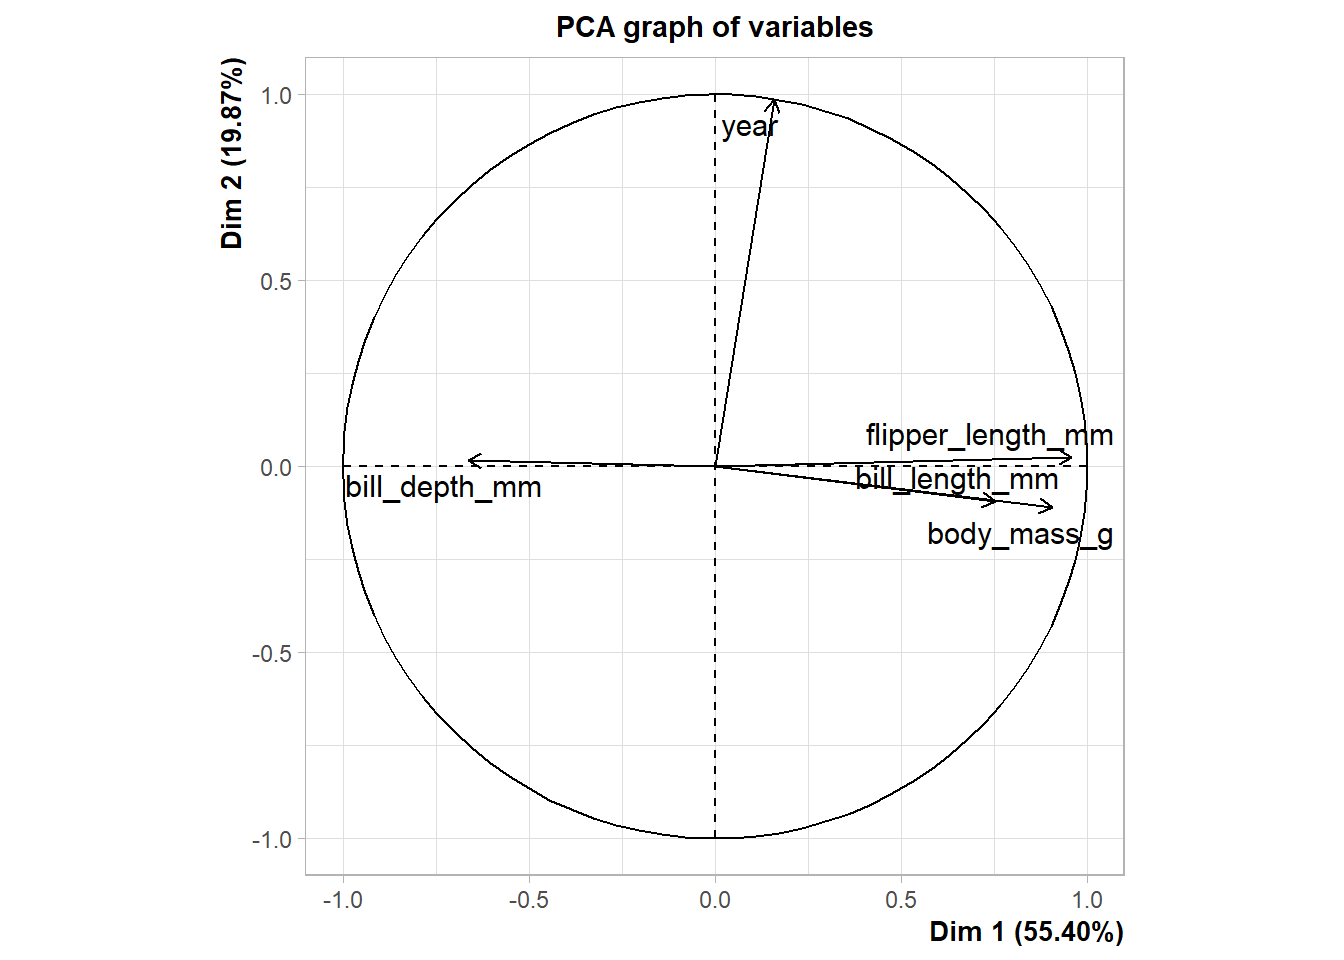 PCA graph of variables
Dim 2 (19.87%)
1.0
0.5
0.0
-0.5
-1.0
year
flipper_length_mm
bill_length_mm
bill_depth_mm
body_mass_g
-1.0 -0.5 0.0 0.5 1.0
Dim 1 (55.40%)